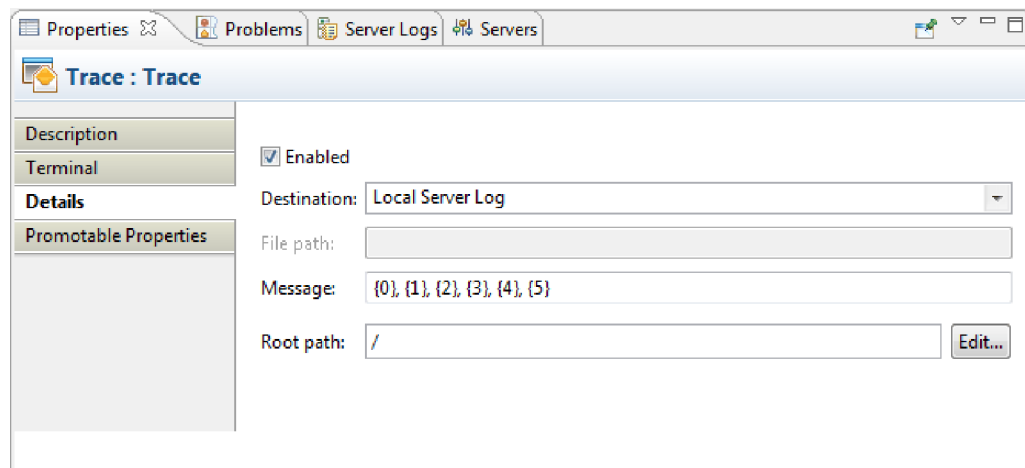 Properties Problems Server Logs Servers
Trace : Trace
Description
Terminal
Details
Promotable Properties
Enabled
Destination: Local Server Log
File path:
Message: {0}, {1}, {2}, {3}, {4}, {5}
Root path: / Edit...